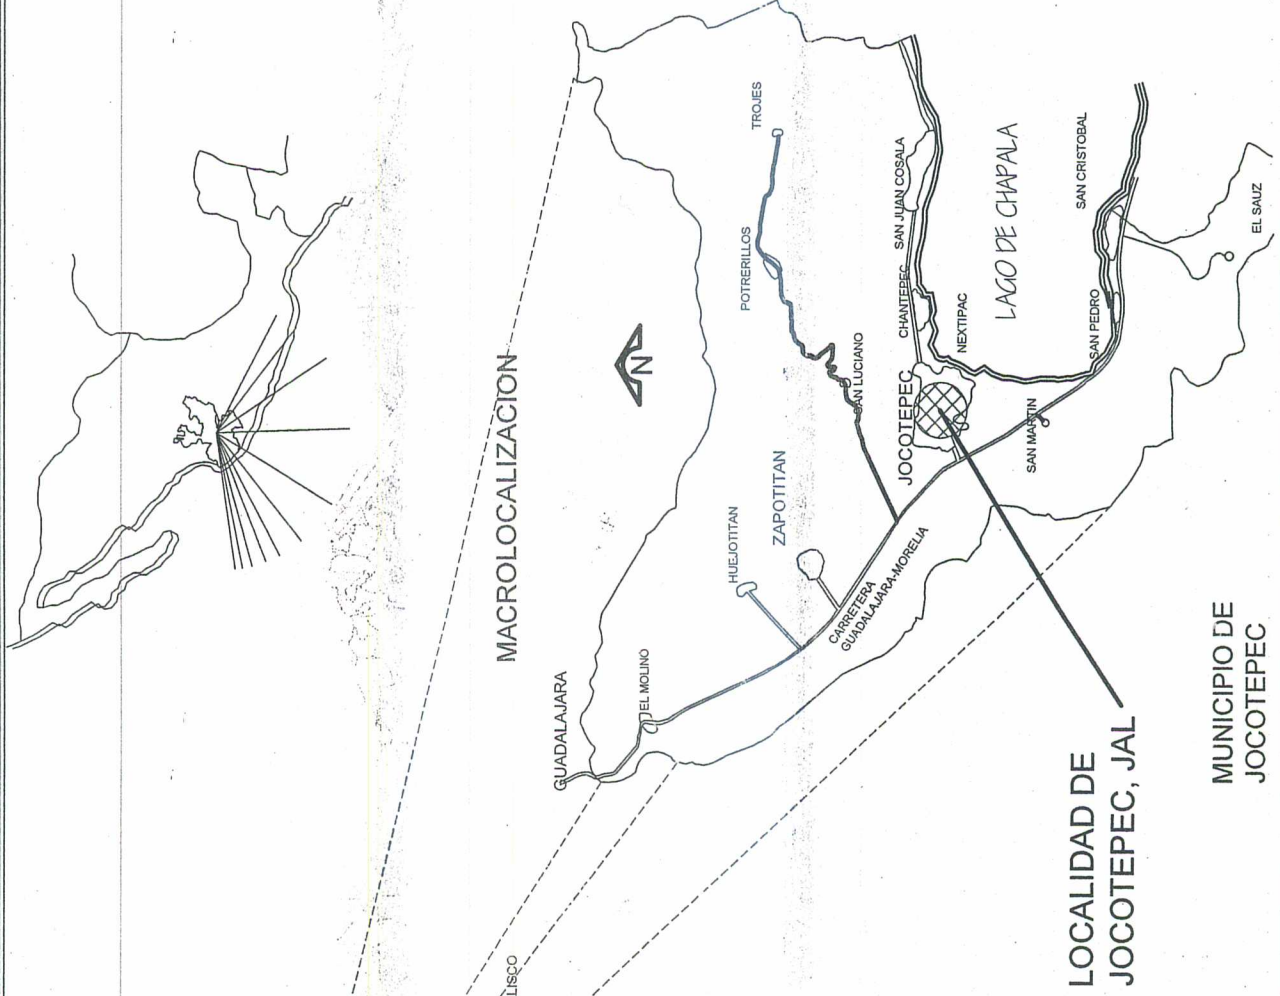 MACROLOCALIZACION
GUADALAJARA
EL MOLINO
HUEJOTITAN
ZAPOTITAN
CARRETERA
GUADALAJARA-MORELIA
N
TROJES
POTRERILLOS
SAN LUCIANO
JOCOTEPEC
CHANTEPEC
SAN JUAN COSALA
NEXTIPAC
LAGO DE CHAPALA
SAN CRISTOBAL
SAN PEDRO
SAN MARTIN
EL SAUZ
LISCO
LOCALIDAD DE
JOCOTEPEC, JAL
MUNICIPIO DE
JOCOTEPEC